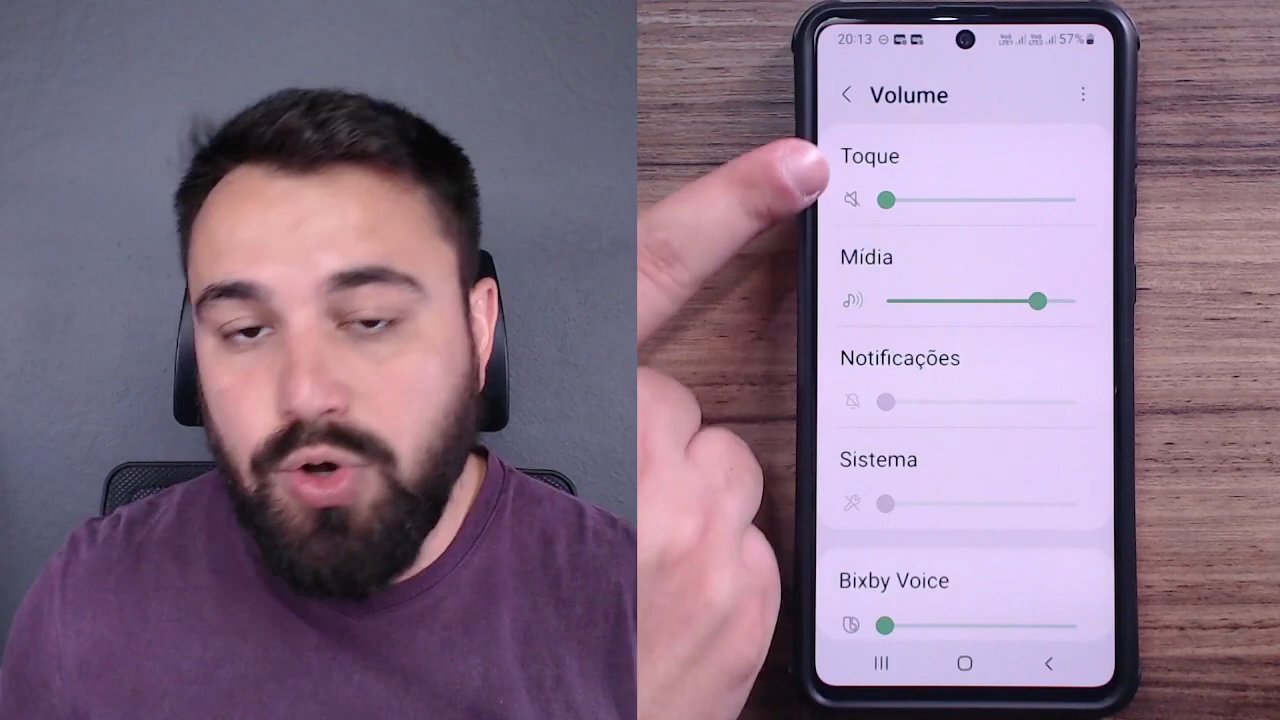 20:13 57%
Volume
Toque
Mídia
Notificações
Sistema
Bixby Voice